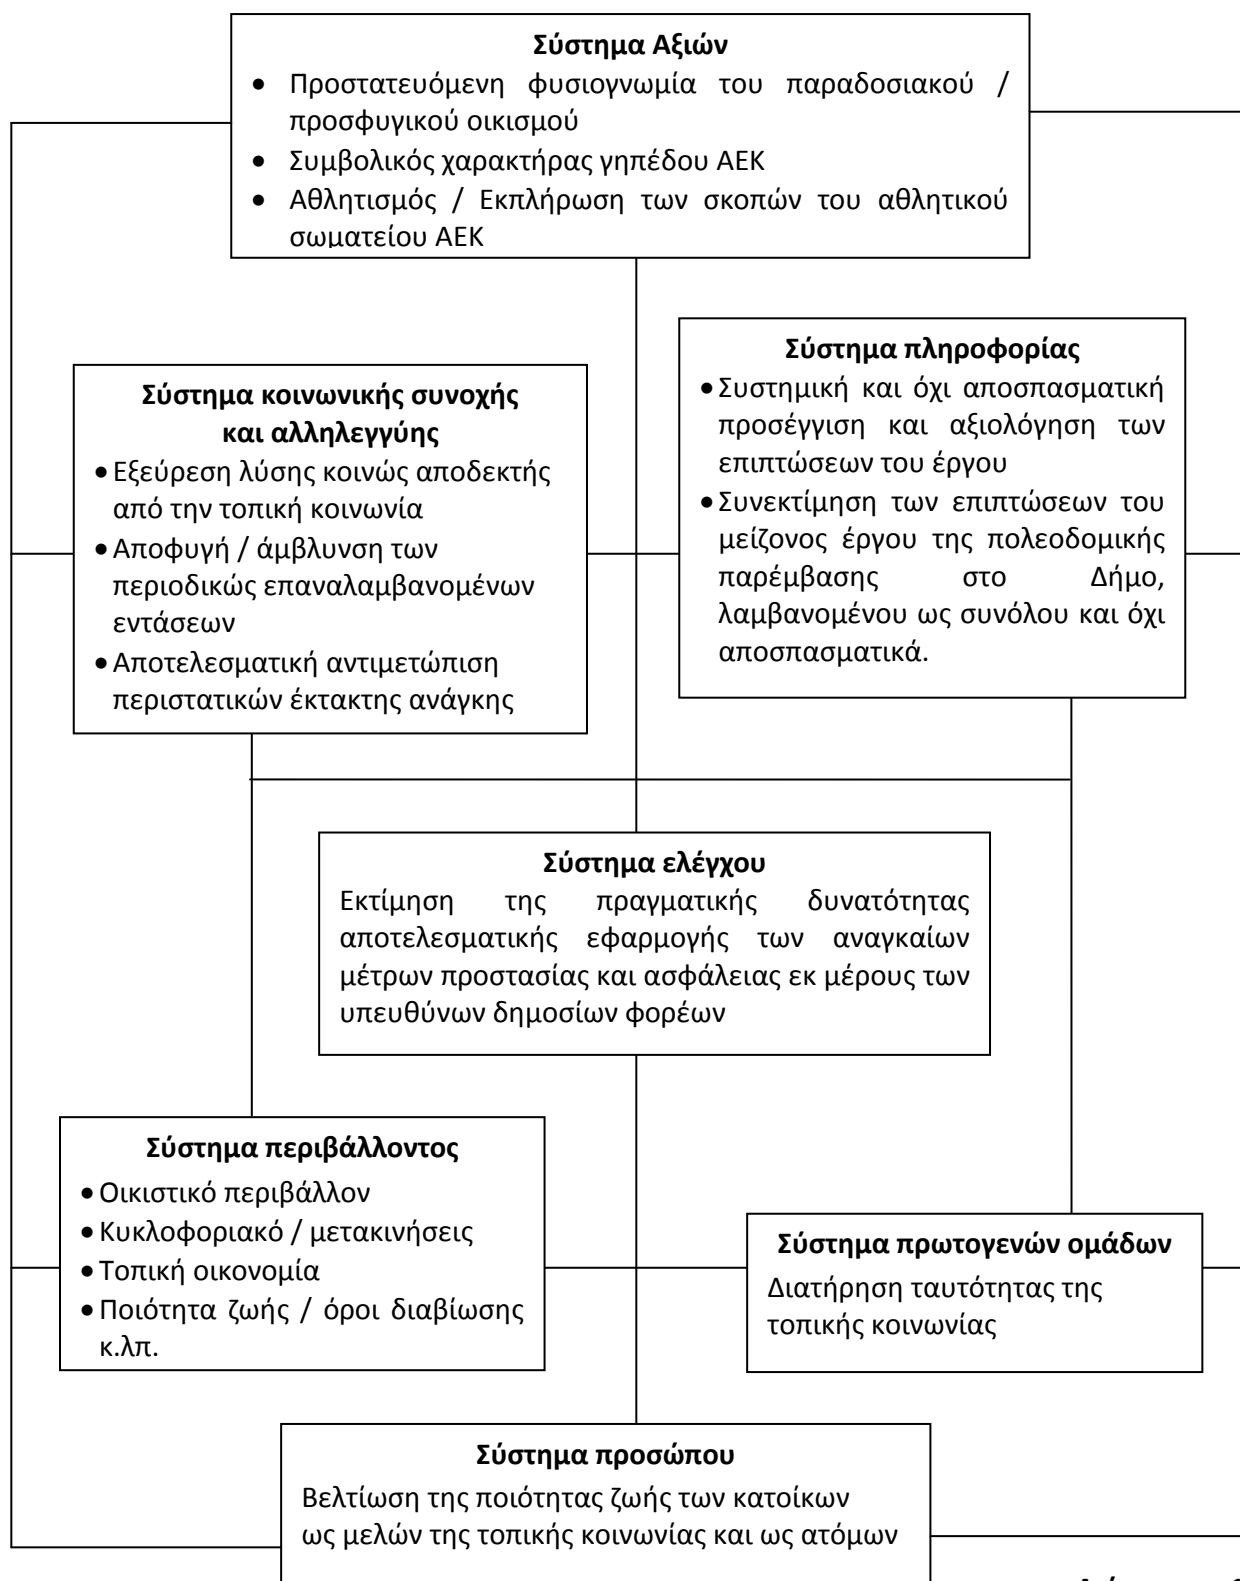 Σύστημα Αξιών
• Προστατευόμενη φυσιογνωμία του παραδοσιακού /
προσφυγικού οικισμού
• Συμβολικός χαρακτήρας γηπέδου ΑΕΚ
• Αθλητισμός / Εκπλήρωση των σκοπών του αθλητικού
σωματείου ΑΕΚ
Σύστημα κοινωνικής συνοχής
και αλληλεγγύης
• Εξεύρεση λύσης κοινώς αποδεκτής
από την τοπική κοινωνία
• Αποφυγή / άμβλυνση των
περιοδικώς επαναλαμβανομένων
εντάσεων
• Αποτελεσματική αντιμετώπιση
περιστατικών έκτακτης ανάγκης
Σύστημα πληροφορίας
• Συστημική και όχι αποσπασματική
προσέγγιση και αξιολόγηση των
επιπτώσεων του έργου
• Συνεκτίμηση των επιπτώσεων του
μείζονος έργου της πολεοδομικής
παρέμβασης στο Δήμο,
λαμβανομένου ως συνόλου και όχι
αποσπασματικά.
Σύστημα ελέγχου
Εκτίμηση της πραγματικής δυνατότητας
αποτελεσματικής εφαρμογής των αναγκαίων
μέτρων προστασίας και ασφάλειας εκ μέρους των
υπευθύνων δημοσίων φορέων
Σύστημα περιβάλλοντος
• Οικιστικό περιβάλλον
• Κυκλοφοριακό / μετακινήσεις
• Τοπική οικονομία
• Ποιότητα ζωής / όροι διαβίωσης
κ.λπ.
Σύστημα πρωτογενών ομάδων
Διατήρηση ταυτότητας της
τοπικής κοινωνίας
Σύστημα προσώπου
Βελτίωση της ποιότητας ζωής των κατοίκων
ως μελών της τοπικής κοινωνίας και ως ατόμων